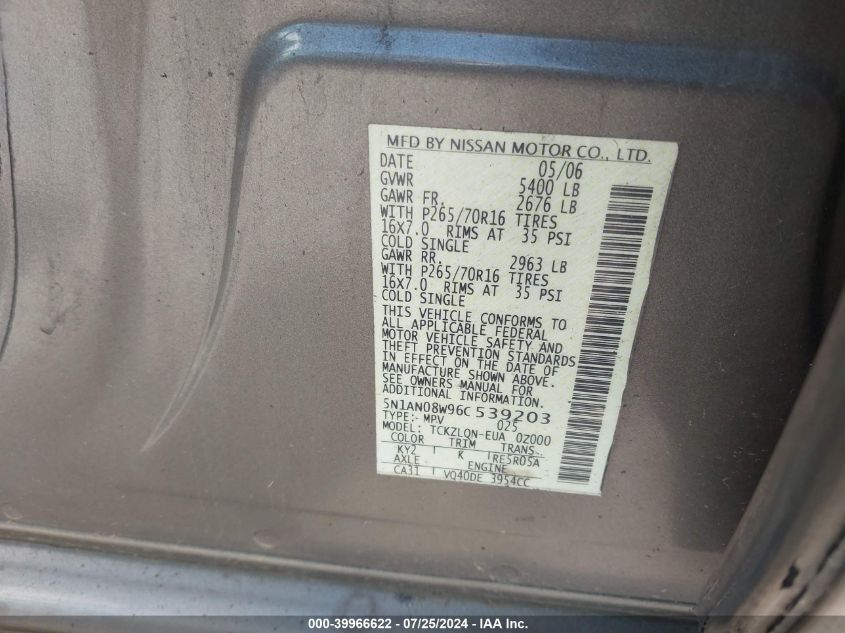 MFD BY NISSAN MOTOR CO., LTD.
DATE 05/06
GVWR 5400 LB
GAWR FR. 2676 LB
WITH P265/70R16 TIRES
16X7.0 RIMS AT 35 PSI
COLD SINGLE
GAWR RR. 2963 LB
WITH P265/70R16 TIRES
16X7.0 RIMS AT 35 PSI
COLD SINGLE
THIS VEHICLE CONFORMS TO
ALL APPLICABLE FEDERAL
MOTOR VEHICLE SAFETY AND
THEFT PREVENTION STANDARDS
IN EFFECT ON THE DATE OF
MANUFACTURE SHOWN ABOVE.
SEE OWNERS MANUAL FOR
ADDITIONAL INFORMATION.
5N1AN08W96C 539203
TYPE:- MPV 025
MODEL: TCKZLQN-EUA 0Z000
COLOR TRIM TRANS
KY2 K RE5R05A
AXLE ENGINE
CA31 VQ40DE 3954CC
000-39966622 / 07/25/2024 - IAA Inc.